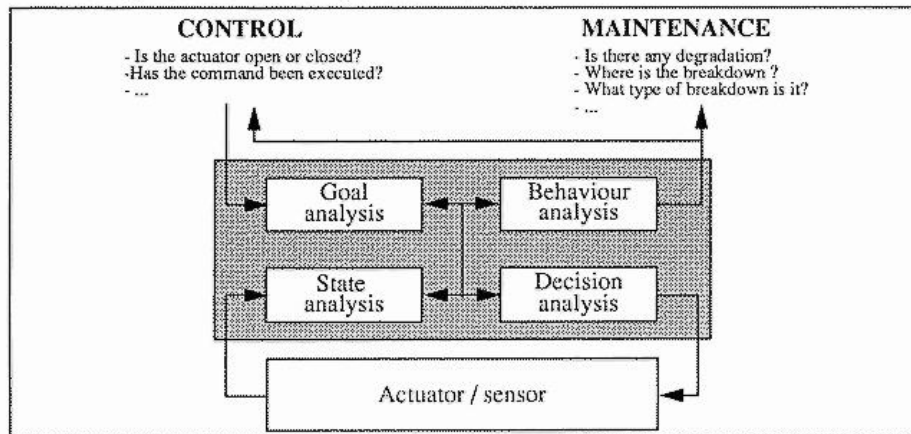 CONTROL
- Is the actuator open or closed?
-Has the command been executed?
- ...
MAINTENANCE
- Is there any degradation?
- Where is the breakdown ?
- What type of breakdown is it?
- ...
Goal
analysis
Behaviour
analysis
State
analysis
Decision
analysis
Actuator / sensor